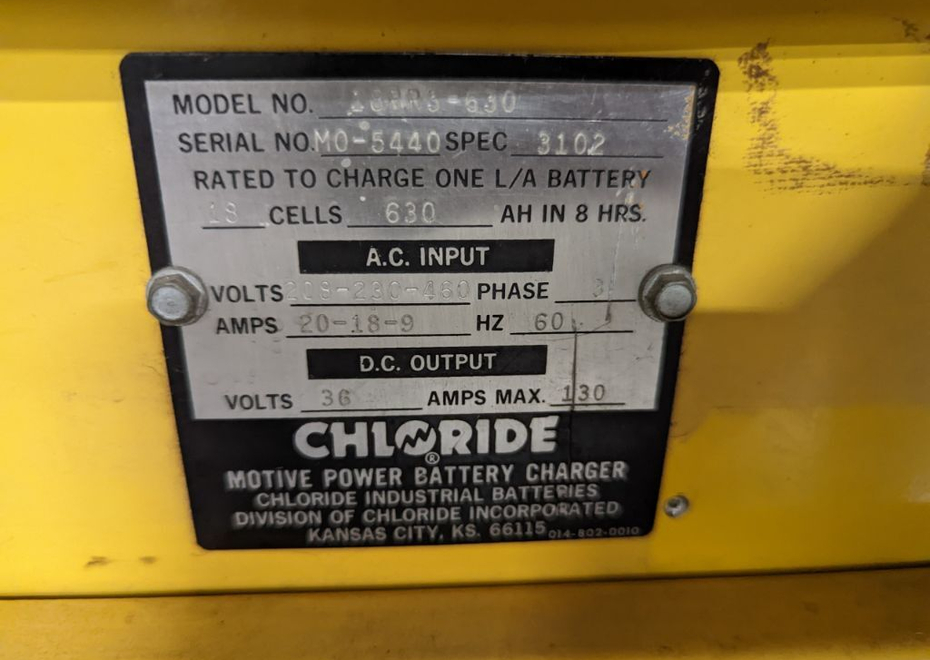 MODEL NO. -630
SERIAL NO. MO-5440 SPEC 3102
RATED TO CHARGE ONE L/A BATTERY
18 CELLS 630 AH IN 8 HRS.
A.C. INPUT
VOLTS 208-230-460 PHASE 3
AMPS 20-18-9 HZ 60
D.C. OUTPUT
VOLTS 36 AMPS MAX. 130
CHLORIDE
®
MOTIVE POWER BATTERY CHARGER
CHLORIDE INDUSTRIAL BATTERIES
DIVISION OF CHLORIDE INCORPORATED
KANSAS CITY, KS. 66115 014-802-0010